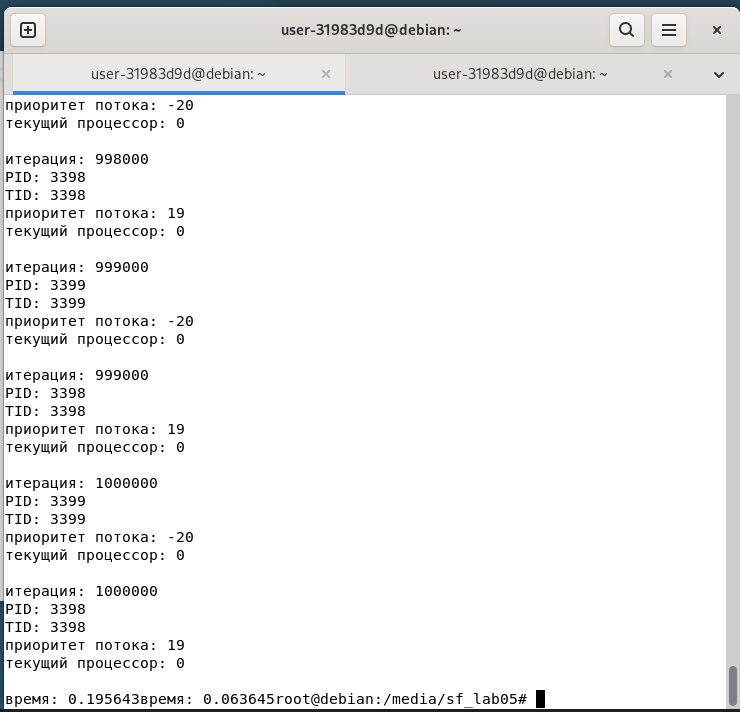 user-31983d9d@debian: ~
user-31983d9d@debian: ~
user-31983d9d@debian: ~
приоритет потока: -20
текущий процессор: 0
итерация: 998000
PID: 3398
TID: 3398
приоритет потока: 19
текущий процессор: 0
итерация: 999000
PID: 3399
TID: 3399
приоритет потока: -20
текущий процессор: 0
итерация: 999000
PID: 3398
TID: 3398
приоритет потока: 19
текущий процессор: 0
итерация: 1000000
PID: 3399
TID: 3399
приоритет потока: -20
текущий процессор: 0
итерация: 1000000
PID: 3398
TID: 3398
приоритет потока: 19
текущий процессор: 0
время: 0.195643время: 0.063645root@debian:/media/sf_lab05#